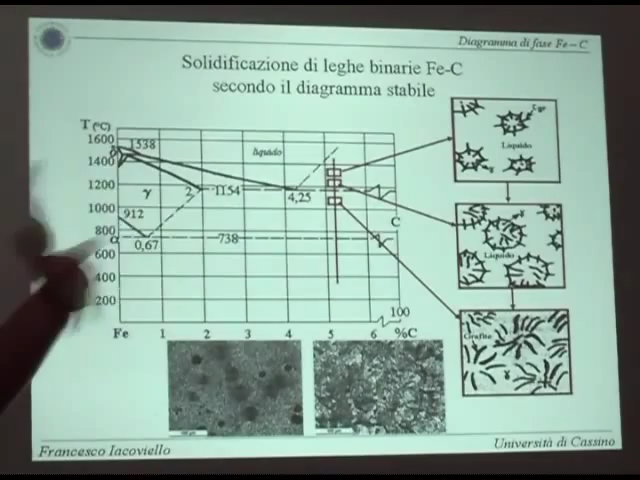 Diagramma di fase Fe – C
Solidificazione di leghe binarie Fe-C
secondo il diagramma stabile
T (°C)
1600
1538
1400
liquido
1200
γ
2
1154
4,25
1000
912
C
800
α
0,67
738
600
400
200
100
Fe 1 2 3 4 5 6 %C
Liquido
γ
Liquido
γ
Grafite
γ
Francesco Iacoviello
Università di Cassino